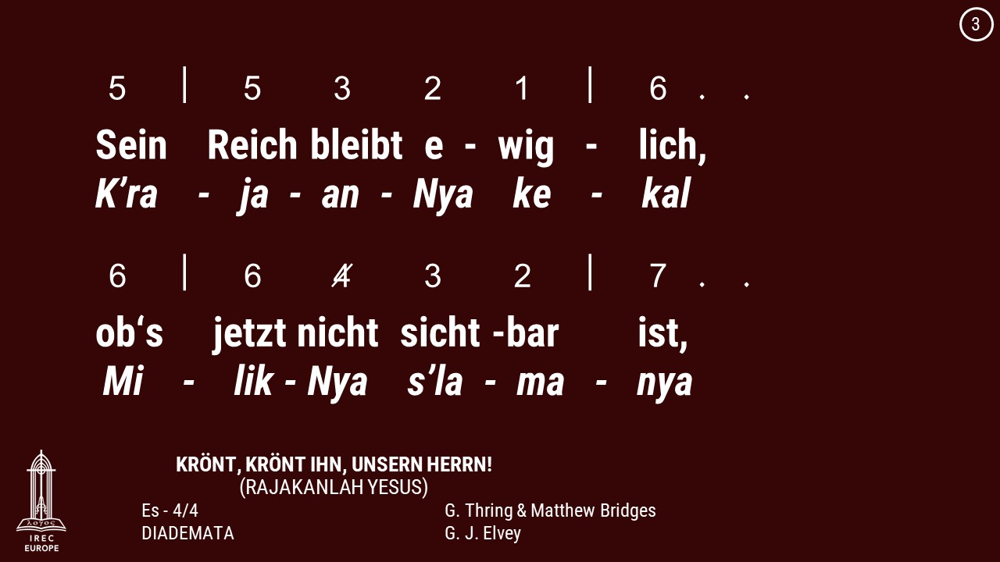 3
5 | 5 3 2 1 | 6 . .
Sein Reich bleibt e - wig - lich,
K’ra - ja - an - Nya ke - kal
6 | 6 4̸ 3 2 | 7 . .
ob‘s jetzt nicht sicht -bar ist,
Mi - lik - Nya s’la - ma - nya
KRÖNT, KRÖNT IHN, UNSERN HERRN!
(RAJAKANLAH YESUS)
Es - 4/4 G. Thring & Matthew Bridges
DIADEMATA G. J. Elvey
λογος
IREC
EUROPE